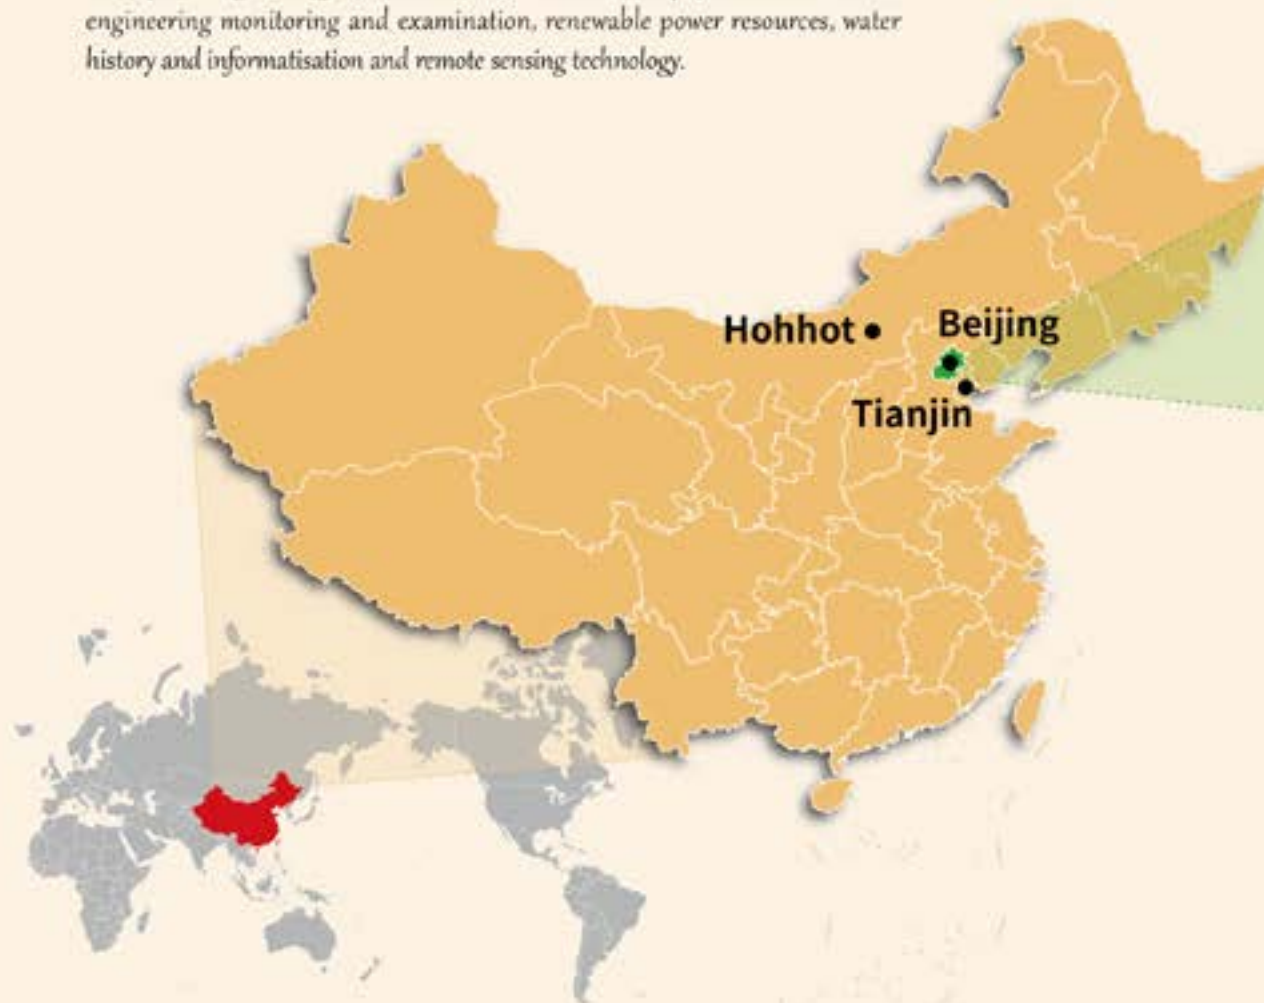 engineering monitoring and examination, renewable power resources, water
history and informatisation and remote sensing technology.
Hohhot
Beijing
Tianjin